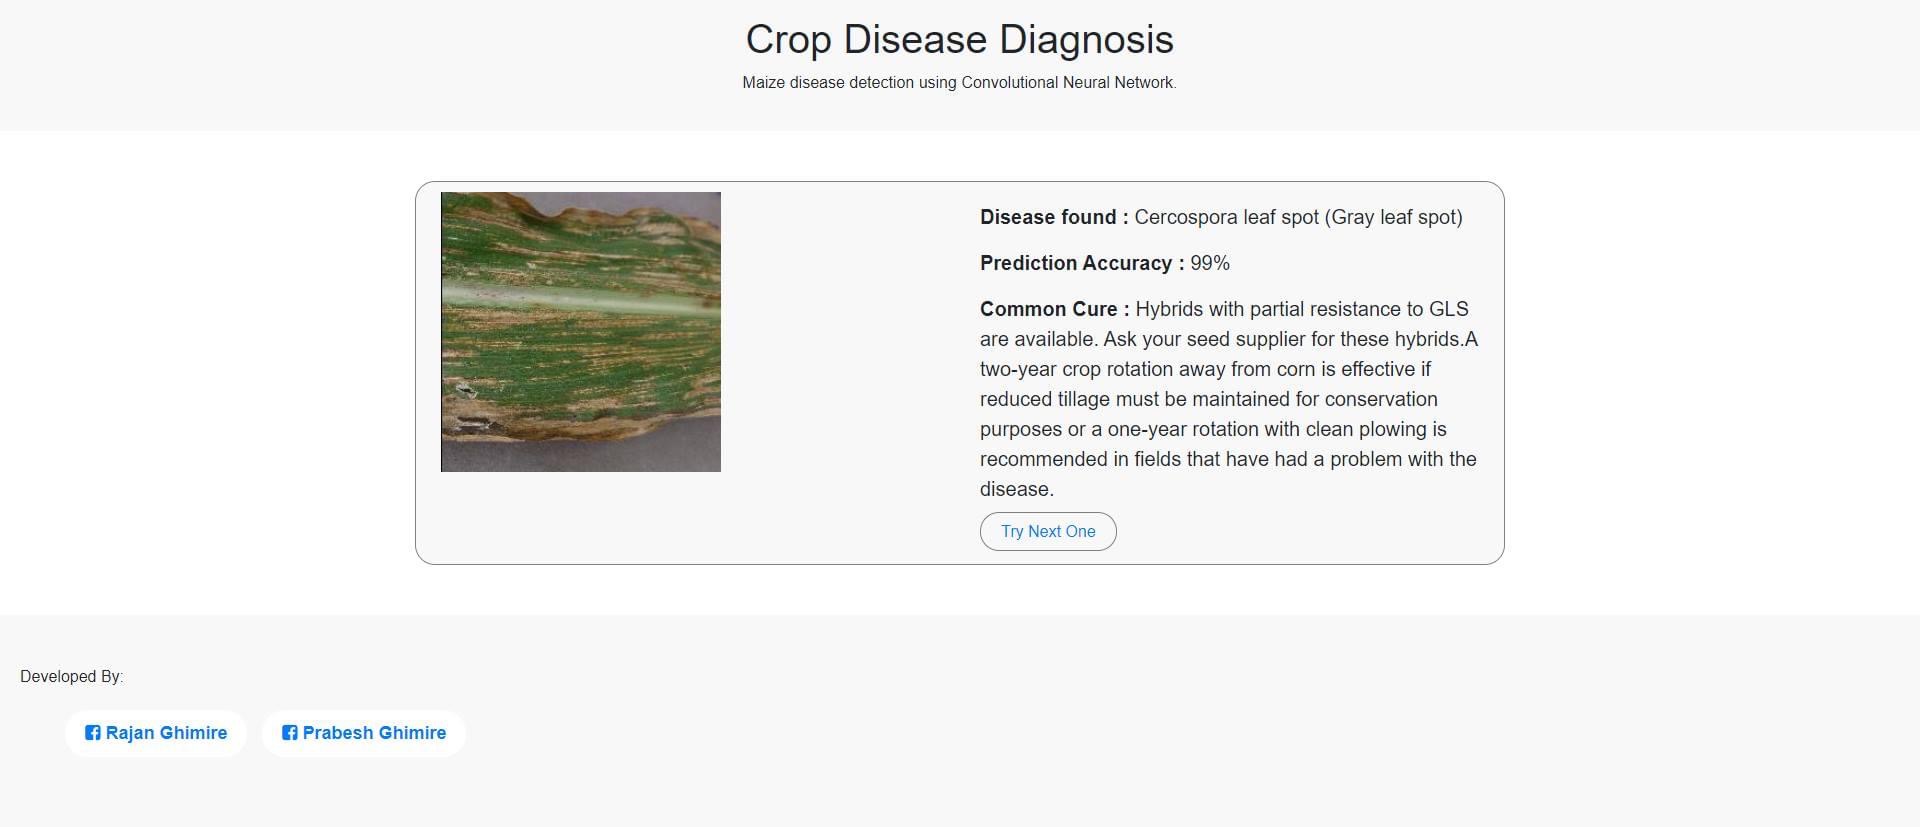 Crop Disease Diagnosis
Maize disease detection using Convolutional Neural Network.
Disease found : Cercospora leaf spot (Gray leaf spot)
Prediction Accuracy : 99%
Common Cure : Hybrids with partial resistance to GLS
are available. Ask your seed supplier for these hybrids.A
two-year crop rotation away from corn is effective if
reduced tillage must be maintained for conservation
purposes or a one-year rotation with clean plowing is
recommended in fields that have had a problem with the
disease.
Try Next One
Developed By:
Rajan Ghimire
Prabesh Ghimire